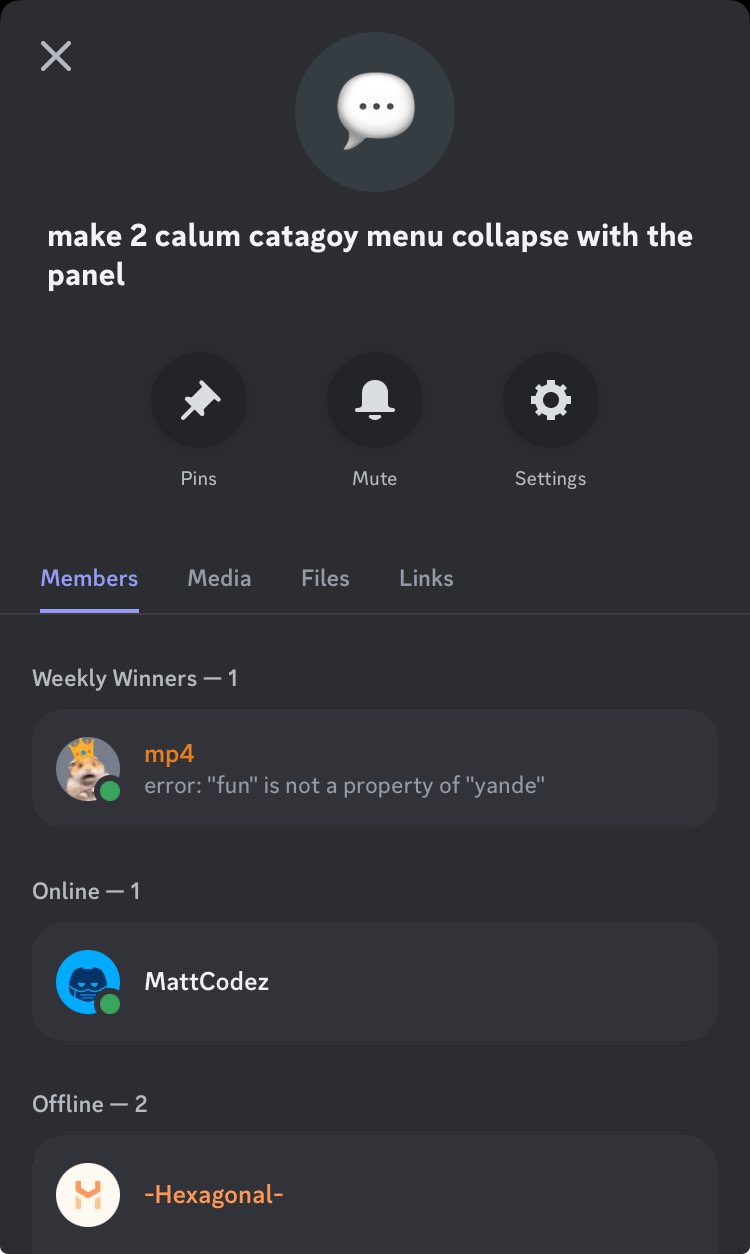 make 2 calum catagoy menu collapse with the
panel
Pins
Mute
Settings
Members
Media
Files
Links
Weekly Winners — 1
mp4
error: "fun" is not a property of "yande"
Online — 1
MattCodez
Offline — 2
-Hexagonal-